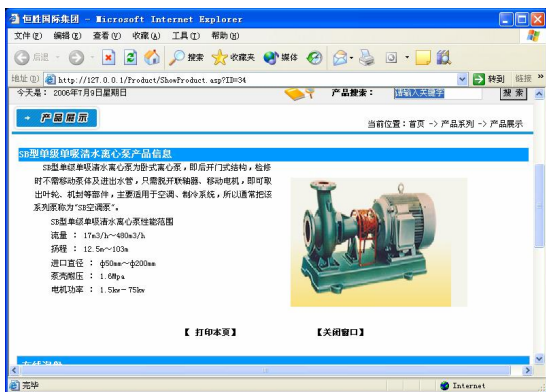 恒胜国际集团 - Microsoft Internet Explorer
文件(F) 编辑(E) 查看(V) 收藏(A) 工具(T) 帮助(H)
后退 搜索 收藏夹 媒体
地址(D) http://127.0.0.1/Product/ShowProduct.asp?ID=34 转到 链接 »
今天是： 2006年7月9日星期日 产品搜索： 请输入关键字 搜 索
产品展示
当前位置：首页 -> 产品系列 -> 产品展示
SB型单级单吸清水离心泵产品信息
SB型单级单吸清水离心泵为卧式离心泵，即后开门式结构，检修
时不需移动泵体及进出水管，只需脱开联轴器、移动电机，即可取
出叶轮、机封等部件，主要适用于空调、制冷系统，所以通常把该
系列泵称为“SB空调泵”。
SB型单级单吸清水离心泵性能范围
流量 ： 17m3/h～480m3/h
扬程 ： 12.5m～103m
进口直径 ： ф50mm～ф200mm
泵壳耐压 ： 1.6Mpa
电机功率 ： 1.5kw－75kw
【 打印本页】 【关闭窗口】
完毕 Internet